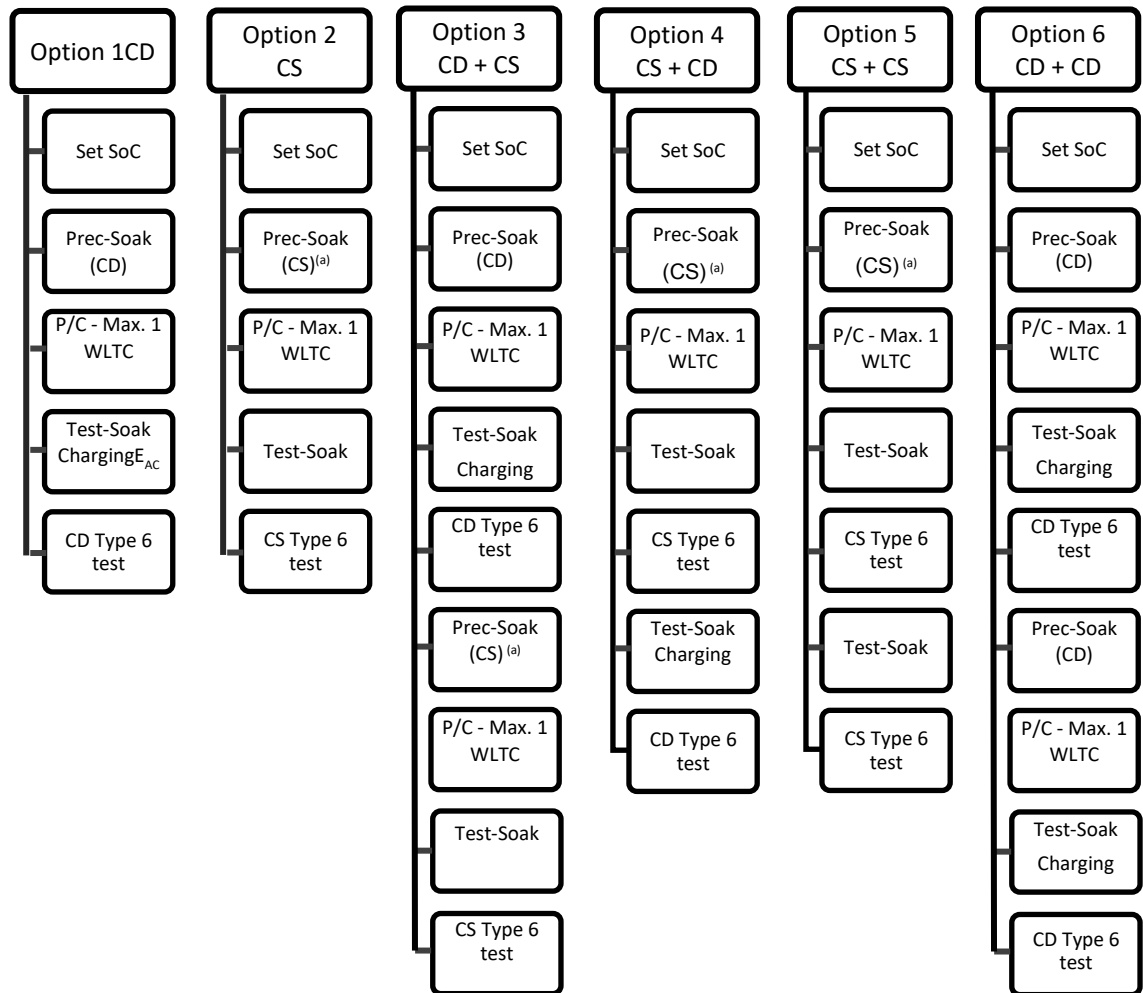 Option 1CD
Set SoC
Prec-Soak
(CD)
P/C - Max. 1
WLTC
Test-Soak
ChargingE_AC
CD Type 6
test
Option 2
CS
Set SoC
Prec-Soak
(CS)(a)
P/C - Max. 1
WLTC
Test-Soak
CS Type 6
test
Option 3
CD + CS
Set SoC
Prec-Soak
(CD)
P/C - Max. 1
WLTC
Test-Soak
Charging
CD Type 6
test
Prec-Soak
(CS) (a)
P/C - Max. 1
WLTC
Test-Soak
CS Type 6
test
Option 4
CS + CD
Set SoC
Prec-Soak
(CS) (a)
P/C - Max. 1
WLTC
Test-Soak
CS Type 6
test
Test-Soak
Charging
CD Type 6
test
Option 5
CS + CS
Set SoC
Prec-Soak
(CS) (a)
P/C - Max. 1
WLTC
Test-Soak
CS Type 6
test
Test-Soak
CS Type 6
test
Option 6
CD + CD
Set SoC
Prec-Soak
(CD)
P/C - Max. 1
WLTC
Test-Soak
Charging
CD Type 6
test
Prec-Soak
(CD)
P/C - Max. 1
WLTC
Test-Soak
Charging
CD Type 6
test